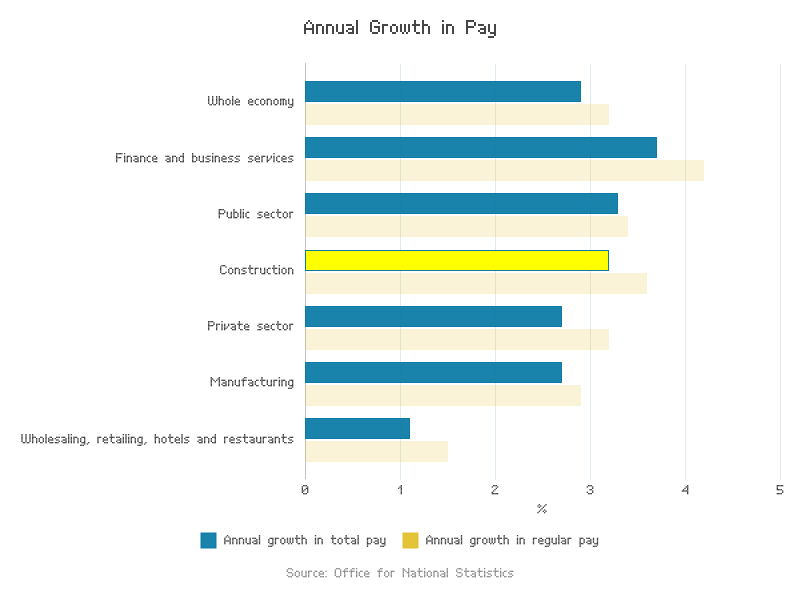 Annual Growth in Pay
Whole economy
Finance and business services
Public sector
Construction
Private sector
Manufacturing
Wholesaling, retailing, hotels and restaurants
0 1 2 3 4 5
%
Annual growth in total pay Annual growth in regular pay
Source: Office for National Statistics